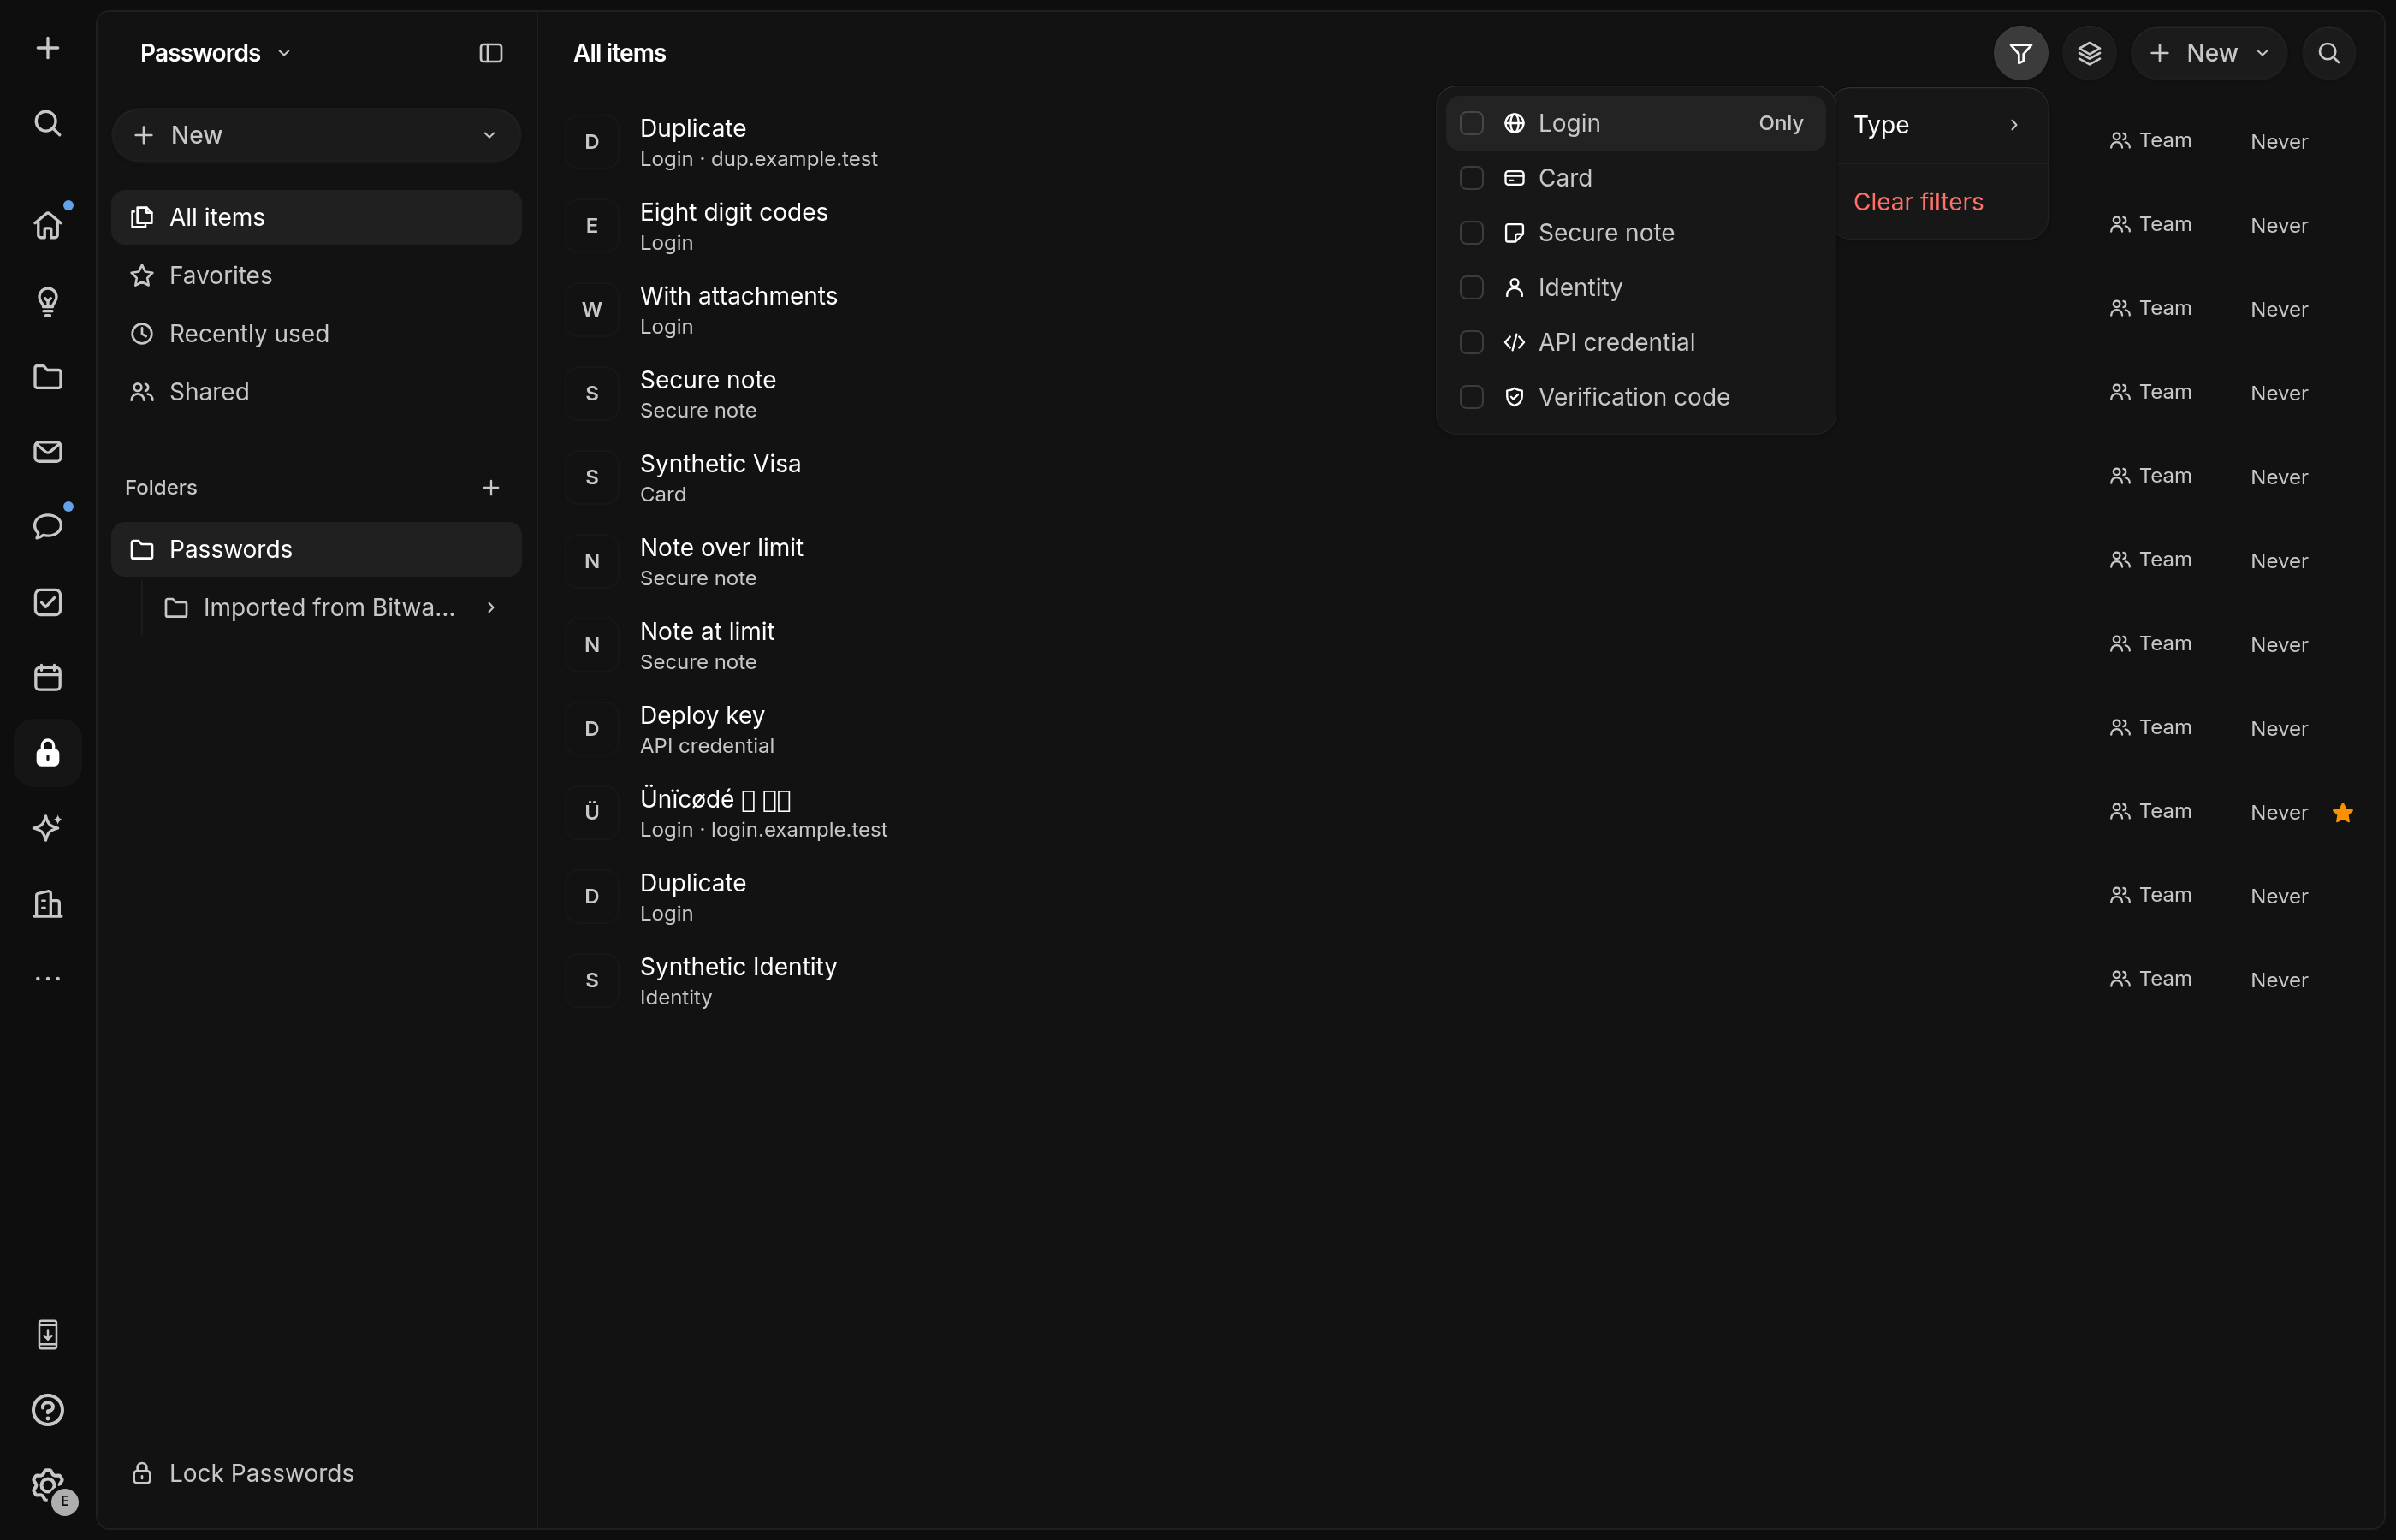 Passwords
New
All items
Favorites
Recently used
Shared
Folders
Passwords
Imported from Bitwa...
Lock Passwords
E
All items
New
D
Duplicate
Login · dup.example.test
Team
Never
E
Eight digit codes
Login
Team
Never
W
With attachments
Login
Team
Never
S
Secure note
Secure note
Team
Never
S
Synthetic Visa
Card
Team
Never
N
Note over limit
Secure note
Team
Never
N
Note at limit
Secure note
Team
Never
D
Deploy key
API credential
Team
Never
Ü
Ünïcødé
Login · login.example.test
Team
Never
D
Duplicate
Login
Team
Never
S
Synthetic Identity
Identity
Team
Never
Login
Only
Card
Secure note
Identity
API credential
Verification code
Type
Clear filters